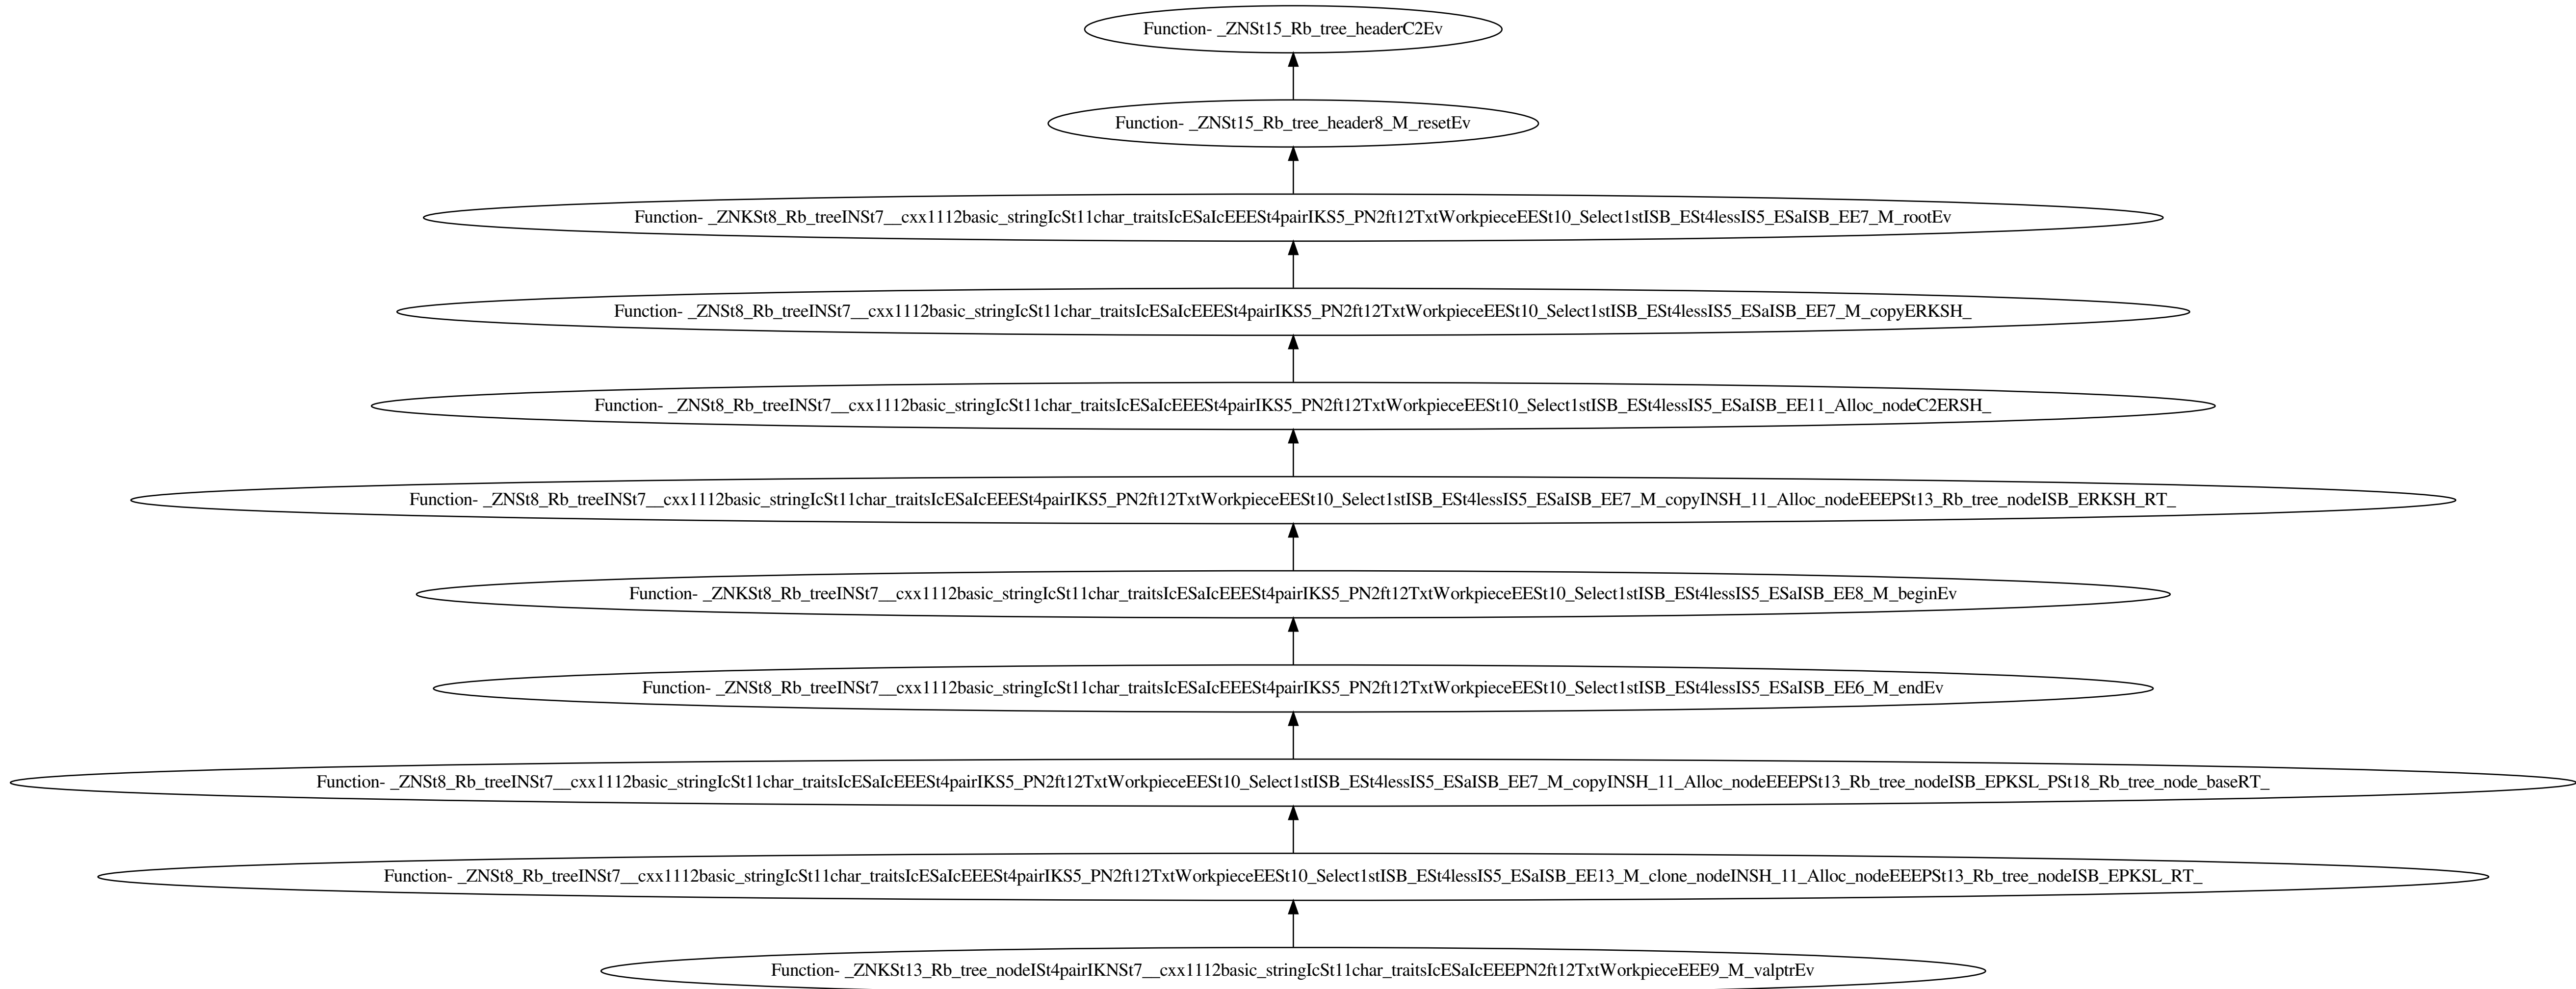 Function- _ZNSt15_Rb_tree_headerC2Ev
Function- _ZNSt15_Rb_tree_header8_M_resetEv
Function- _ZNKSt8_Rb_treeINSt7__cxx1112basic_stringIcSt11char_traitsIcESaIcEEESt4pairIKS5_PN2ft12TxtWorkpieceEESt10_Select1stISB_ESt4lessIS5_ESaISB_EE7_M_rootEv
Function- _ZNSt8_Rb_treeINSt7__cxx1112basic_stringIcSt11char_traitsIcESaIcEEESt4pairIKS5_PN2ft12TxtWorkpieceEESt10_Select1stISB_ESt4lessIS5_ESaISB_EE7_M_copyERKSH_
Function- _ZNSt8_Rb_treeINSt7__cxx1112basic_stringIcSt11char_traitsIcESaIcEEESt4pairIKS5_PN2ft12TxtWorkpieceEESt10_Select1stISB_ESt4lessIS5_ESaISB_EE11_Alloc_nodeC2ERSH_
Function- _ZNSt8_Rb_treeINSt7__cxx1112basic_stringIcSt11char_traitsIcESaIcEEESt4pairIKS5_PN2ft12TxtWorkpieceEESt10_Select1stISB_ESt4lessIS5_ESaISB_EE7_M_copyINSH_11_Alloc_nodeEEEPSt13_Rb_tree_nodeISB_ERKSH_RT_
Function- _ZNKSt8_Rb_treeINSt7__cxx1112basic_stringIcSt11char_traitsIcESaIcEEESt4pairIKS5_PN2ft12TxtWorkpieceEESt10_Select1stISB_ESt4lessIS5_ESaISB_EE8_M_beginEv
Function- _ZNSt8_Rb_treeINSt7__cxx1112basic_stringIcSt11char_traitsIcESaIcEEESt4pairIKS5_PN2ft12TxtWorkpieceEESt10_Select1stISB_ESt4lessIS5_ESaISB_EE6_M_endEv
Function- _ZNSt8_Rb_treeINSt7__cxx1112basic_stringIcSt11char_traitsIcESaIcEEESt4pairIKS5_PN2ft12TxtWorkpieceEESt10_Select1stISB_ESt4lessIS5_ESaISB_EE7_M_copyINSH_11_Alloc_nodeEEEPSt13_Rb_tree_nodeISB_EPKSL_PSt18_Rb_tree_node_baseRT_
Function- _ZNSt8_Rb_treeINSt7__cxx1112basic_stringIcSt11char_traitsIcESaIcEEESt4pairIKS5_PN2ft12TxtWorkpieceEESt10_Select1stISB_ESt4lessIS5_ESaISB_EE13_M_clone_nodeINSH_11_Alloc_nodeEEEPSt13_Rb_tree_nodeISB_EPKSL_RT_
Function- _ZNKSt13_Rb_tree_nodeISt4pairIKNSt7__cxx1112basic_stringIcSt11char_traitsIcESaIcEEEPN2ft12TxtWorkpieceEEE9_M_valptrEv